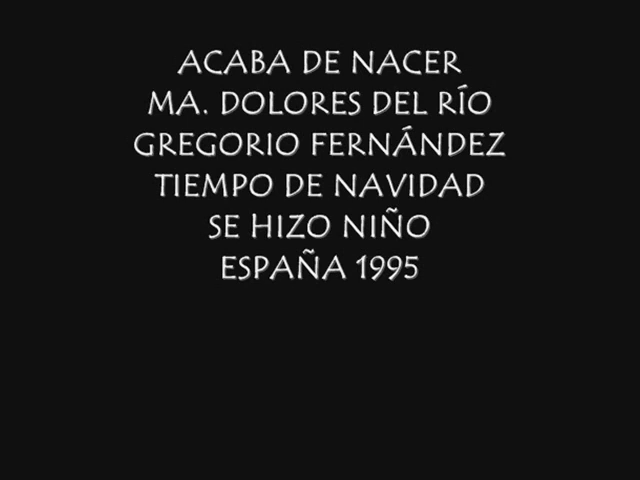 ACABA DE NACER
MA. DOLORES DEL RÍO
GREGORIO FERNÁNDEZ
TIEMPO DE NAVIDAD
SE HIZO NIÑO
ESPAÑA 1995